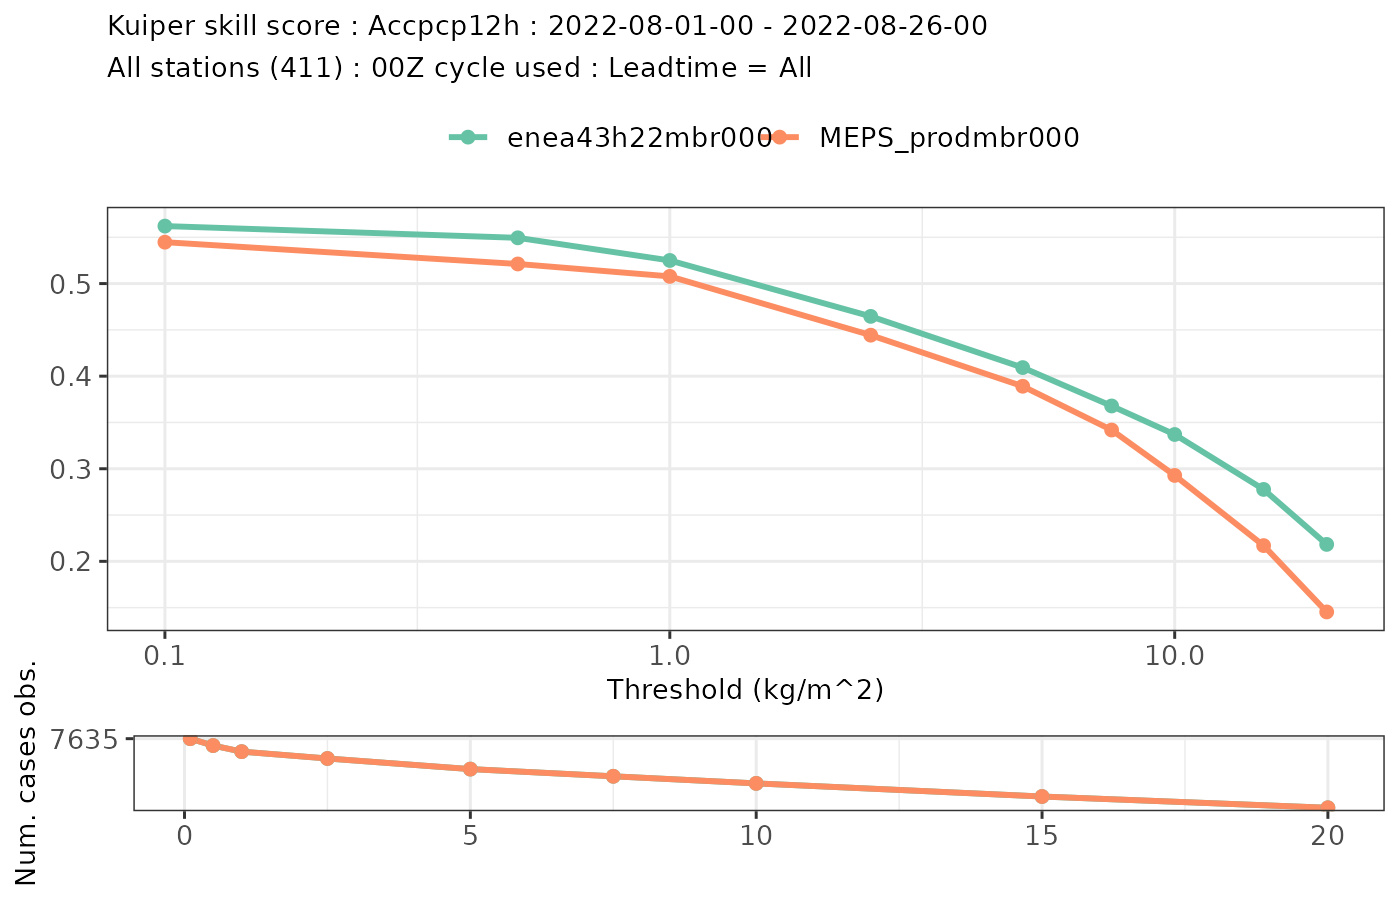 Kuiper skill score : Accpcp12h : 2022-08-01-00 - 2022-08-26-00
All stations (411) : 00Z cycle used : Leadtime = All
enea43h22mbr000 MEPS_prodmbr000
0.5
0.4
0.3
0.2
0.1 1.0 10.0
Threshold (kg/m^2)
Num. cases obs.
7635
0 5 10 15 20